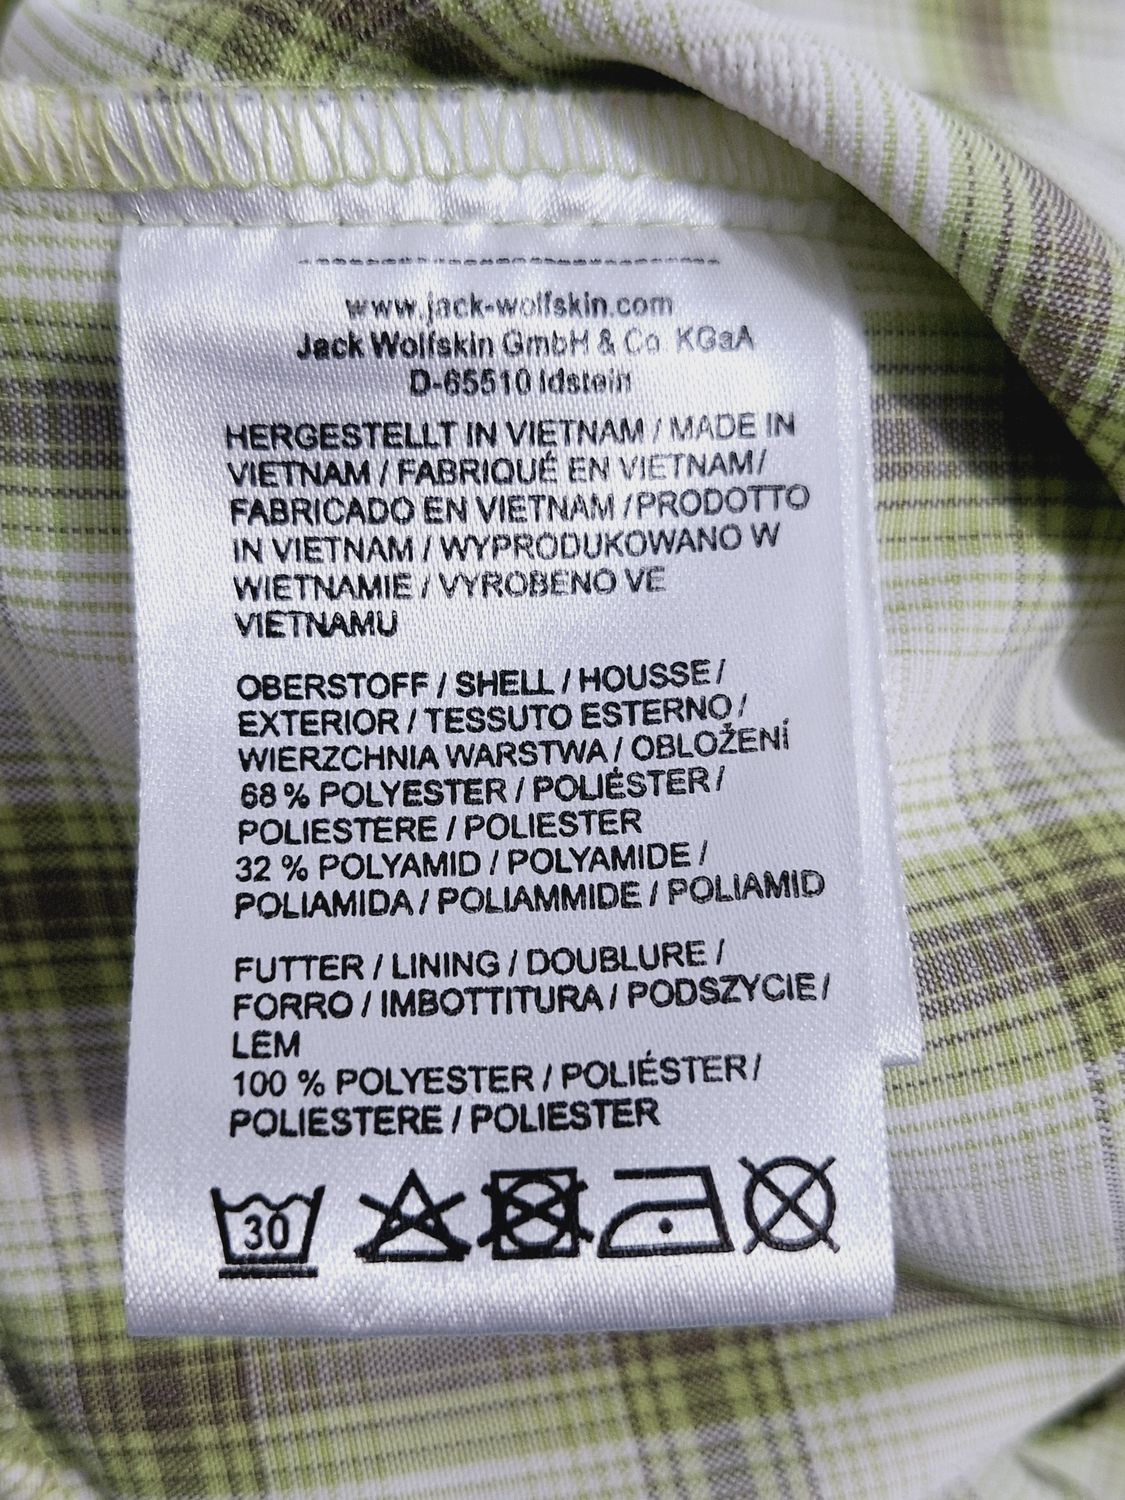 www.jack-wolfskin.com
Jack Wolfskin GmbH & Co KGaA
D-65510 Idstein
HERGESTELLT IN VIETNAM / MADE IN
VIETNAM / FABRIQUÉ EN VIETNAM /
FABRICADO EN VIETNAM / PRODOTTO
IN VIETNAM / WYPRODUKOWANO W
WIETNAMIE / VYROBENO VE
VIETNAMU
OBERSTOFF / SHELL / HOUSSE /
EXTERIOR / TESSUTO ESTERNO /
WIERZCHNIA WARSTWA / OBLOŽENÍ
68 % POLYESTER / POLIÉSTER /
POLIESTERE / POLIESTER
32 % POLYAMID / POLYAMIDE /
POLIAMIDA / POLIAMMIDE / POLIAMID
FUTTER / LINING / DOUBLURE /
FORRO / IMBOTTITURA / PODSZYCIE /
LEM
100 % POLYESTER / POLIÉSTER /
POLIESTERE / POLIESTER
30